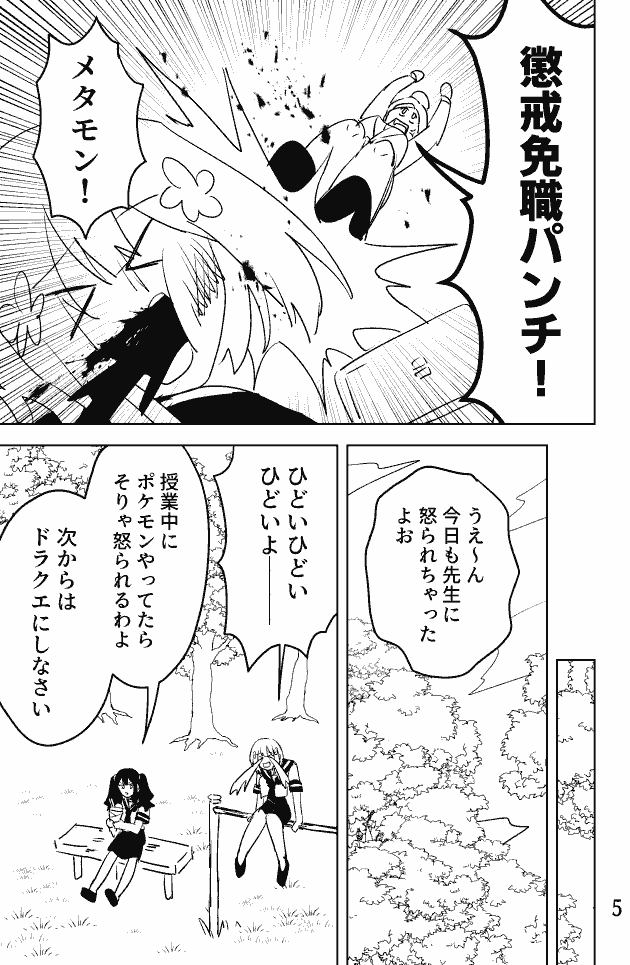 懲戒免職パンチ！
メタモン！
うえ～ん
今日も先生に
怒られちゃった
よお
ひどいひどい
ひどいよ――
授業中に
ポケモンやってたら
そりゃ怒られるわよ
次からは
ドラクエにしなさい
5